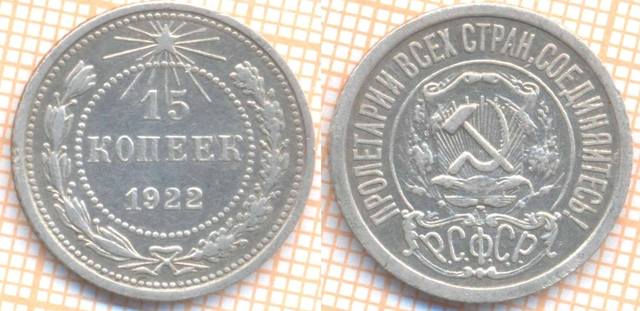 15
КОПЕЕК
1922
ПРОЛЕТАРИИ ВСЕХ СТРАН, СОЕДИНЯЙТЕСЬ!
Р.С.Ф.С.Р.